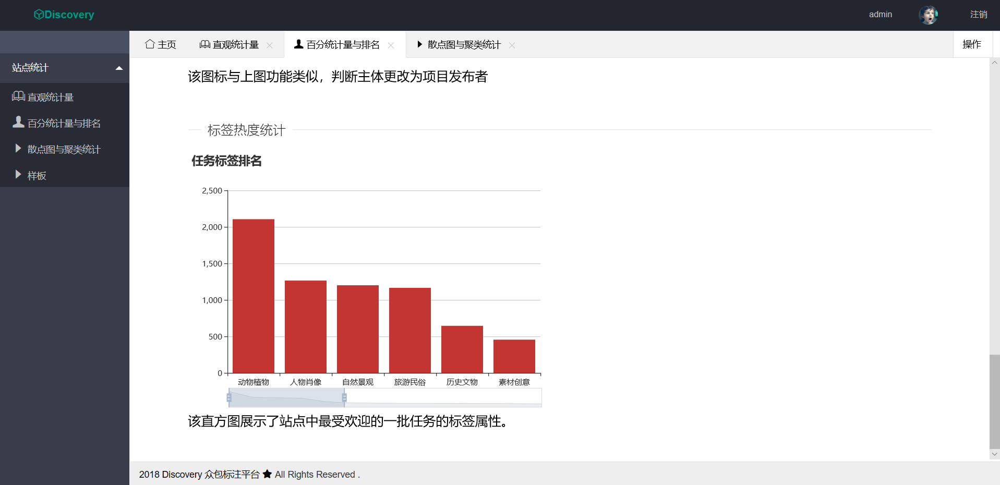 Discovery
admin
注销
主页
直观统计量
百分统计量与排名
散点图与聚类统计
操作
站点统计
直观统计量
百分统计量与排名
散点图与聚类统计
样板
该图标与上图功能类似，判断主体更改为项目发布者
标签热度统计
任务标签排名
2,500
2,000
1,500
1,000
500
0
动物植物
人物肖像
自然景观
旅游民俗
历史文物
素材创意
该直方图展示了站点中最受欢迎的一批任务的标签属性。
2018 Discovery 众包标注平台 ★ All Rights Reserved .